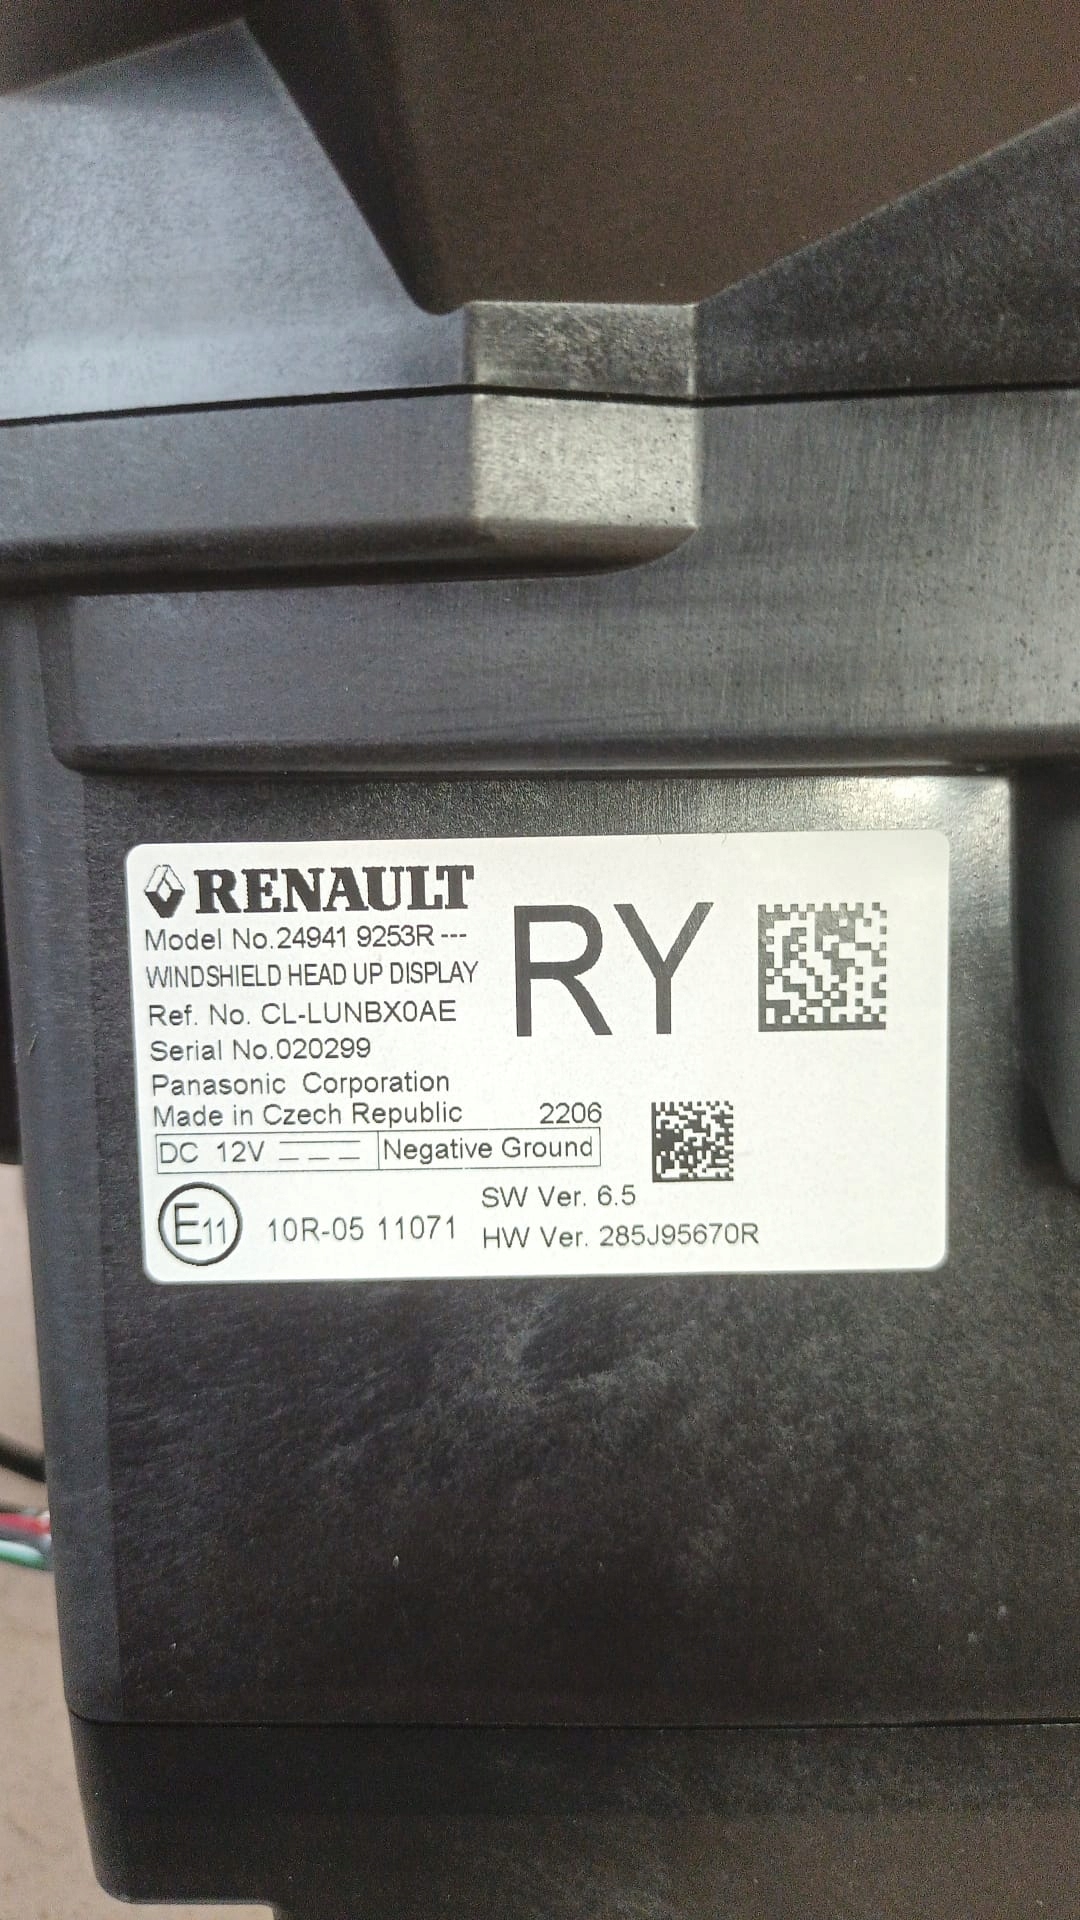 RENAULT
Model No.24941 9253R ---
WINDSHIELD HEAD UP DISPLAY
RY
Ref. No. CL-LUNBX0AE
Serial No.020299
Panasonic Corporation
Made in Czech Republic 2206
DC 12V Negative Ground
SW Ver. 6.5
E11 10R-05 11071
HW Ver. 285J95670R